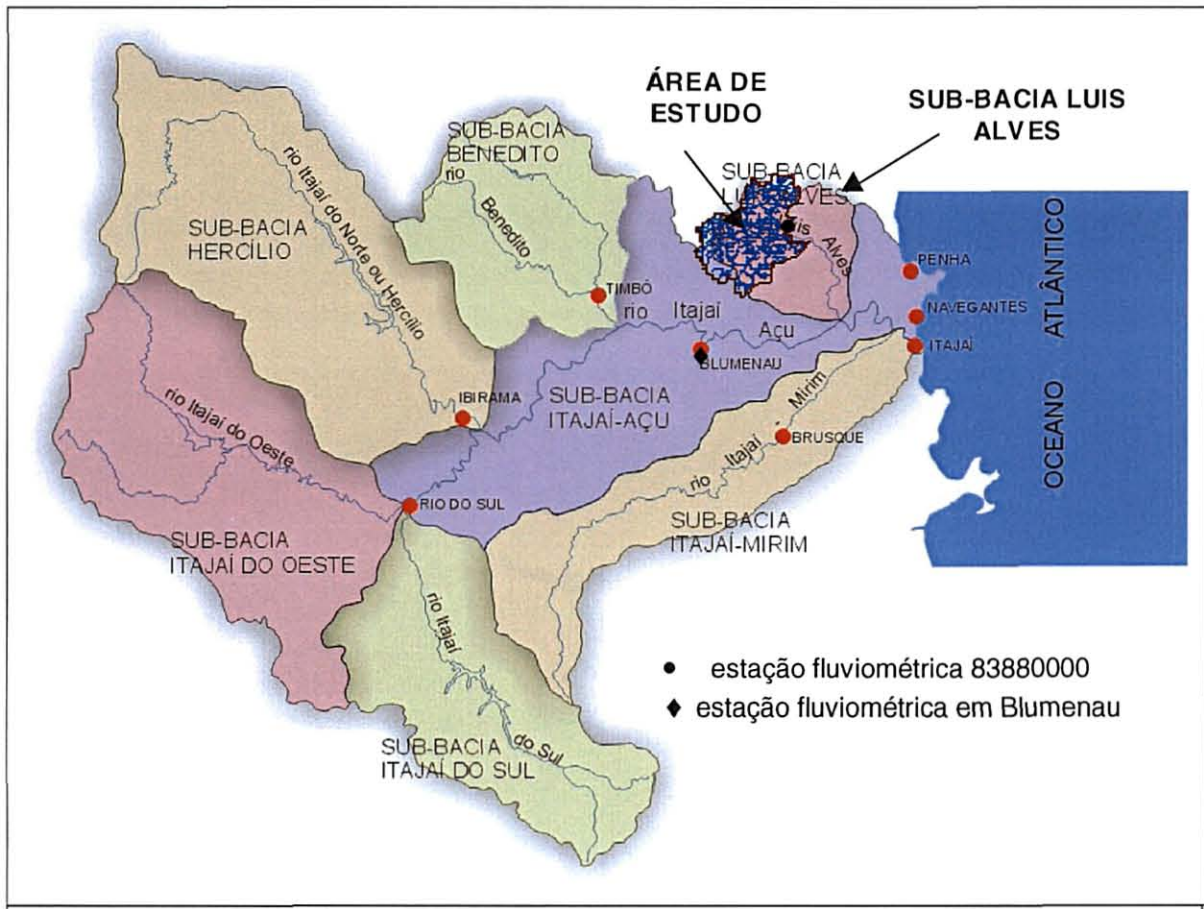 ÁREA DE
ESTUDO
SUB-BACIA LUIS
ALVES
SUB-BACIA
BENEDITO
rio
Benedito
SUB-BACIA
rio Itajaí do Norte ou Hercílio
SUB-BACIA
HERCÍLIO
Alves
OCEANO ATLÂNTICO
PENHA
TIMBÓ
NAVEGANTES
rio Itajaí Açu
ITAJAÍ
BLUMENAU
IBIRAMA
SUB-BACIA
ITAJAÍ-AÇU
rio Itajaí Mirim
BRUSQUE
rio Itajaí do Oeste
RIO DO SUL
SUB-BACIA
ITAJAÍ-MIRIM
SUB-BACIA
ITAJAÍ DO OESTE
rio Itajaí do Sul
estação fluviométrica 83880000
estação fluviométrica em Blumenau
SUB-BACIA
ITAJAÍ DO SUL